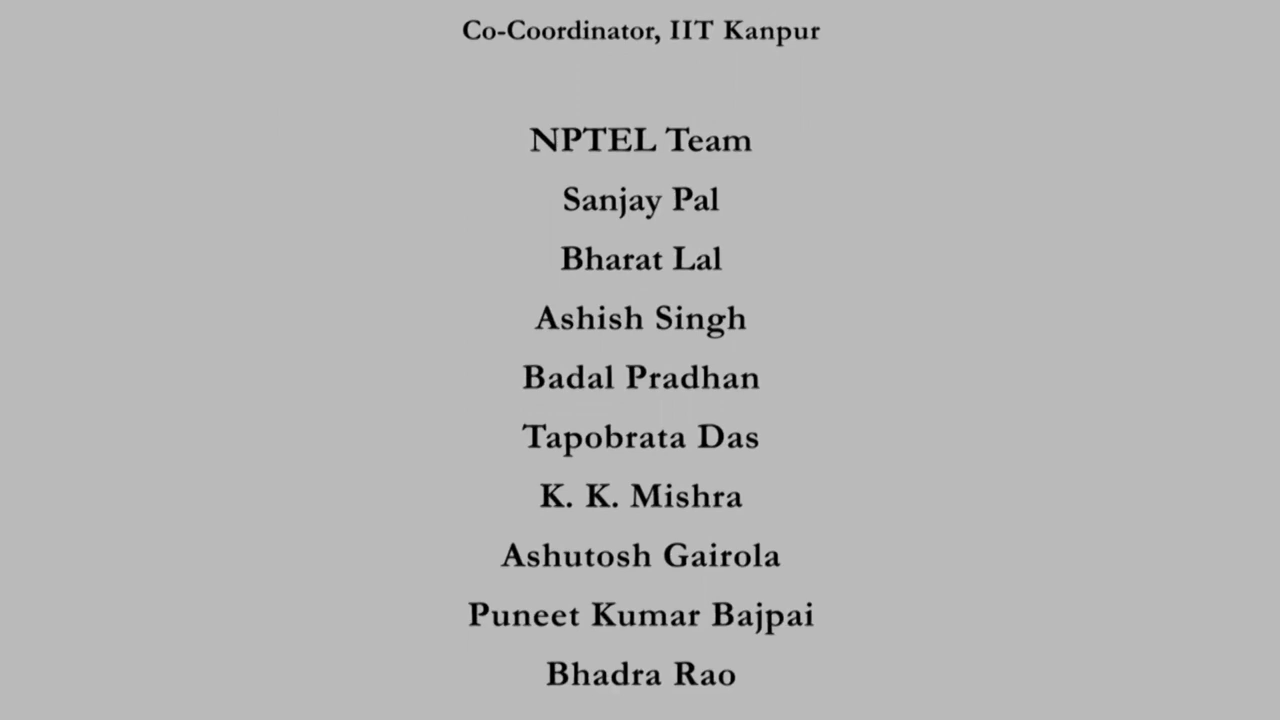 Co-Coordinator, IIT Kanpur
NPTEL Team
Sanjay Pal
Bharat Lal
Ashish Singh
Badal Pradhan
Tapobrata Das
K. K. Mishra
Ashutosh Gairola
Puneet Kumar Bajpai
Bhadra Rao